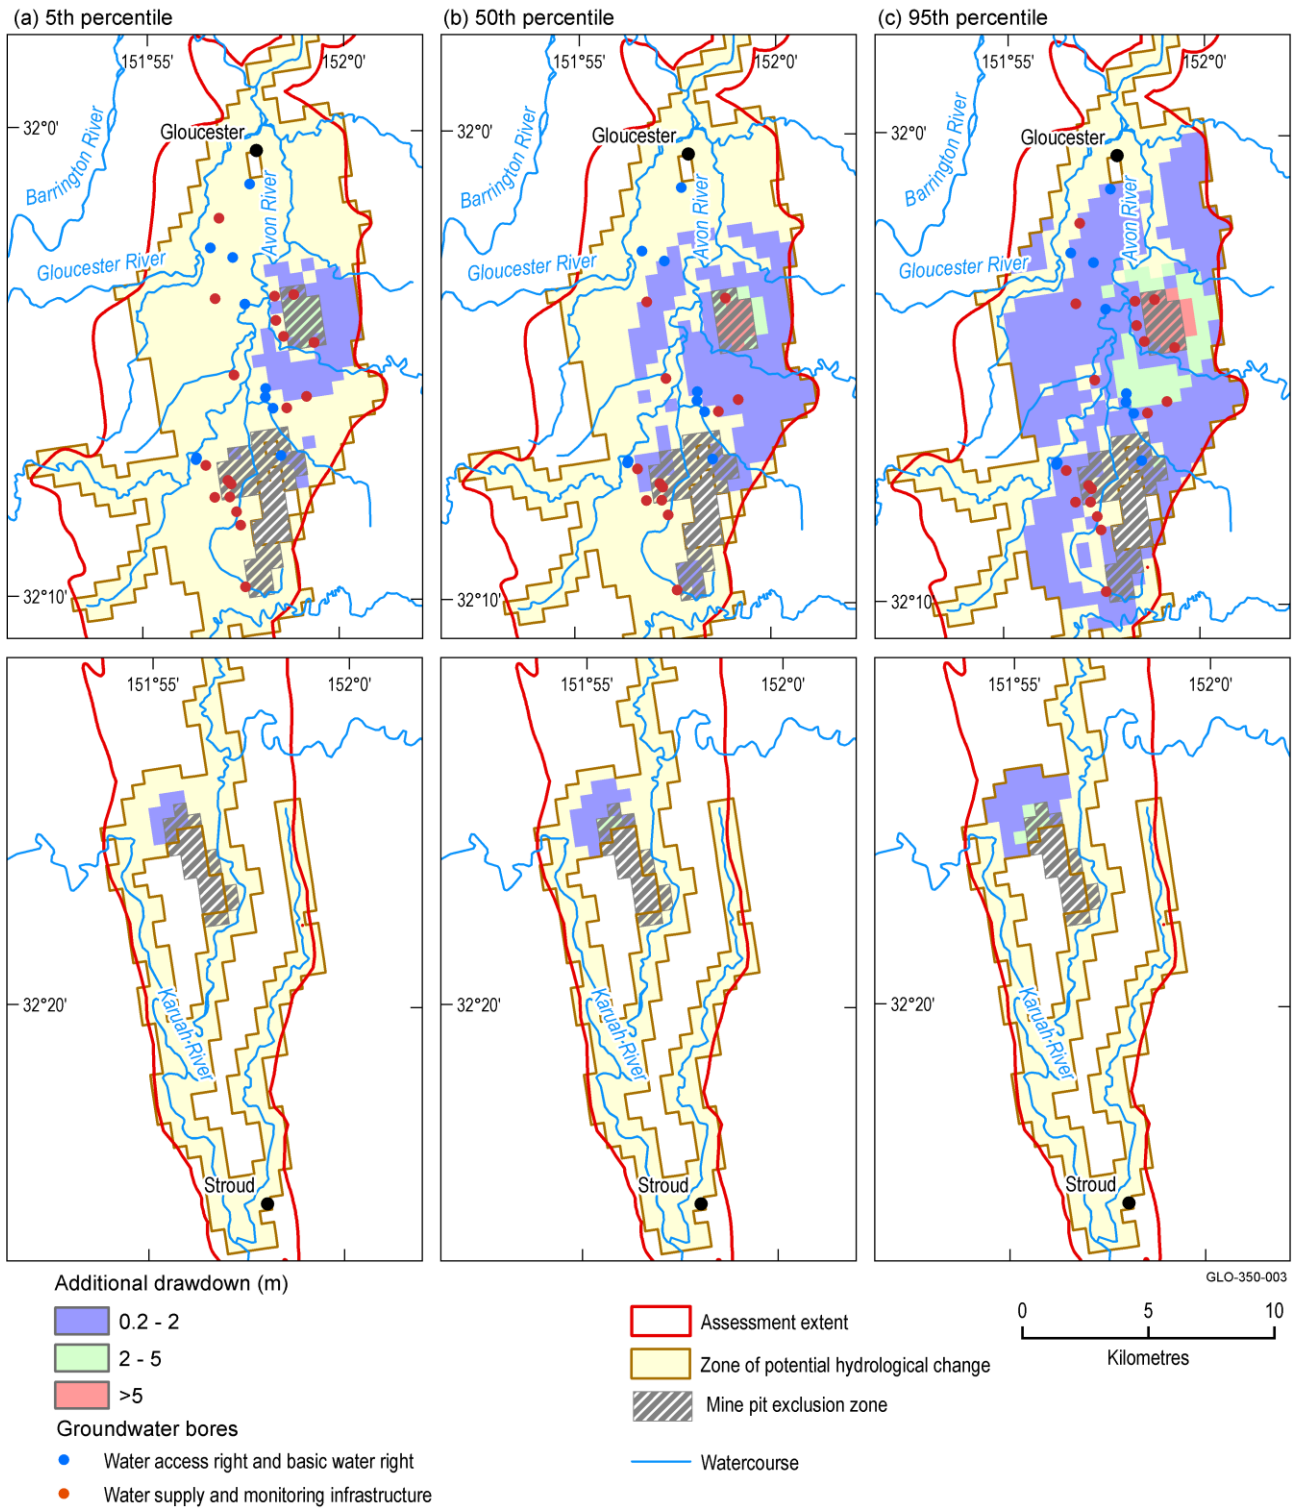 (a) 5th percentile
(b) 50th percentile
(c) 95th percentile
151°55'
152°0'
151°55'
152°0'
151°55'
152°0'
32°0'
32°0'
32°0'
Gloucester
Gloucester
Gloucester
Barrington River
Barrington River
Barrington River
Avon River
Avon River
Avon River
Gloucester River
Gloucester River
Gloucester River
32°10'
32°10'
32°10'
151°55'
152°0'
151°55'
152°0'
151°55'
152°0'
32°20'
32°20'
32°20'
Karuah River
Karuah River
Karuah River
Stroud
Stroud
Stroud
GLO-350-003
Additional drawdown (m)
0.2 - 2
2 - 5
>5
Groundwater bores
Water access right and basic water right
Water supply and monitoring infrastructure
Assessment extent
Zone of potential hydrological change
Mine pit exclusion zone
Watercourse
0 5 10
Kilometres